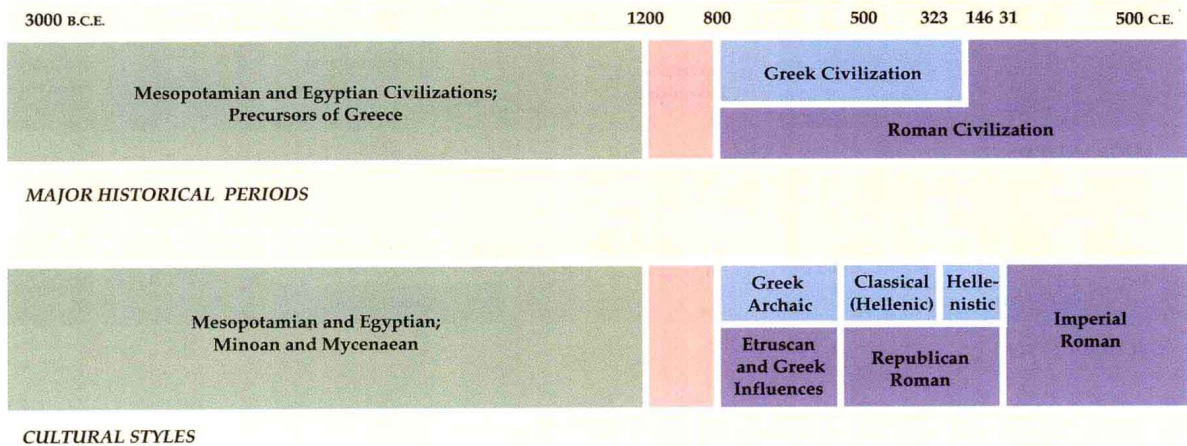 3000 B.C.E. 1200 800 500 323 146 31 500 C.E.
Mesopotamian and Egyptian Civilizations;
Precursors of Greece
Greek Civilization
Roman Civilization
MAJOR HISTORICAL PERIODS
Mesopotamian and Egyptian;
Minoan and Mycenaean
Greek
Archaic
Classical
(Hellenic)
Helle-
nistic
Etruscan
and Greek
Influences
Republican
Roman
Imperial
Roman
CULTURAL STYLES